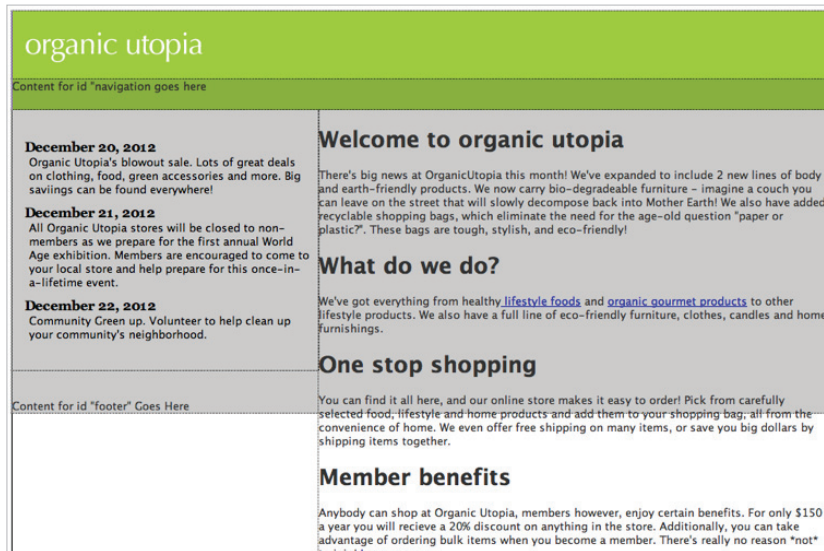 organic utopia
Content for id "navigation goes here
December 20, 2012
Organic Utopia's blowout sale. Lots of great deals
on clothing, food, green accessories and more. Big
saviings can be found everywhere!
December 21, 2012
All Organic Utopia stores will be closed to non-
members as we prepare for the first annual World
Age exhibition. Members are encouraged to come to
your local store and help prepare for this once-in-
a-lifetime event.
December 22, 2012
Community Green up. Volunteer to help clean up
your community's neighborhood.
Content for id "footer" Goes Here
Welcome to organic utopia
There's big news at OrganicUtopia this month! We've expanded to include 2 new lines of body
and earth-friendly products. We now carry bio-degradeable furniture - imagine a couch you
can leave on the street that will slowly decompose back into Mother Earth! We also have added
recyclable shopping bags, which eliminate the need for the age-old question "paper or
plastic?". These bags are tough, stylish, and eco-friendly!
What do we do?
We've got everything from healthy lifestyle foods and organic gourmet products to other
lifestyle products. We also have a full line of eco-friendly furniture, clothes, candles and home
furnishings.
One stop shopping
You can find it all here, and our online store makes it easy to order! Pick from carefully
selected food, lifestyle and home products and add them to your shopping bag, all from the
convenience of home. We even offer free shipping on many items, or save you big dollars by
shipping items together.
Member benefits
Anybody can shop at Organic Utopia, members however, enjoy certain benefits. For only $150
a year you will recieve a 20% discount on anything in the store. Additionally, you can take
advantage of ordering bulk items when you become a member. There's really no reason *not*